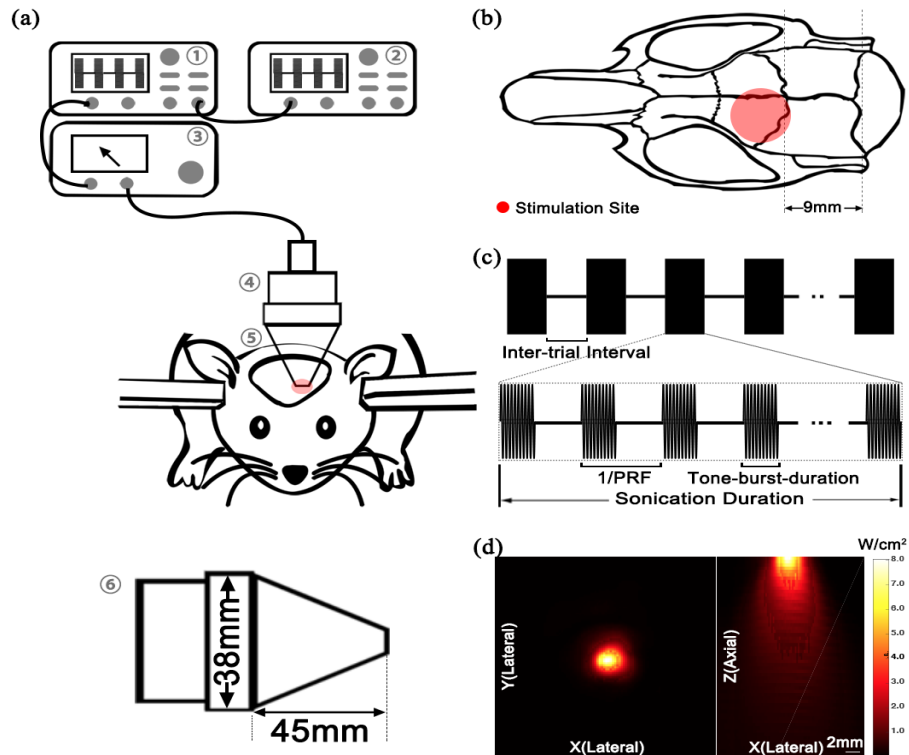 (a)
①
②
③
④
⑤
⑥
38mm
45mm
(b)
Stimulation Site
9mm
(c)
Inter-trial Interval
1/PRF
Tone-burst-duration
Sonication Duration
(d)
W/cm²
8.0
7.0
6.0
5.0
4.0
3.0
2.0
1.0
Y(Lateral)
X(Lateral)
Z(Axial)
X(Lateral)
2mm